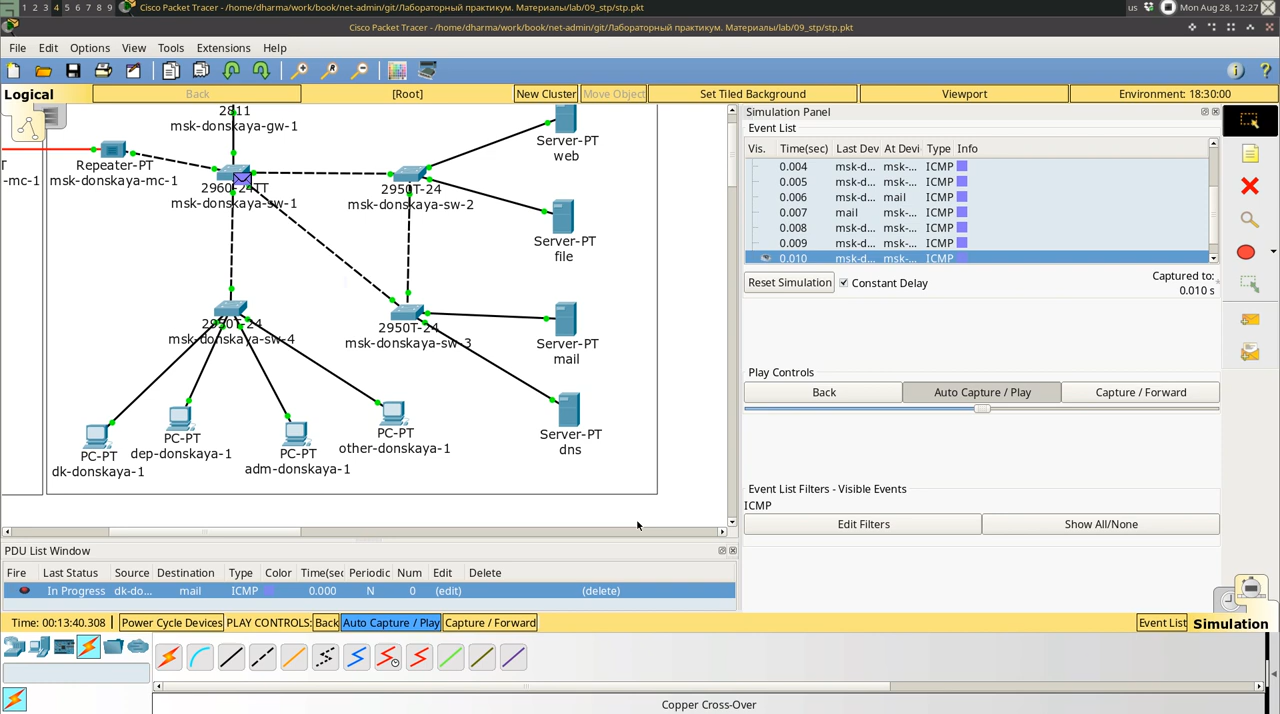 1 2 3 4 5 6 7 8 9 Cisco Packet Tracer - /home/dharma/work/book/net-admin/git/Лабораторный практикум. Материалы/lab/09_stp/stp.pkt us Mon Aug 28, 12:27
Cisco Packet Tracer - /home/dharma/work/book/net-admin/git/Лабораторный практикум. Материалы/lab/09_stp/stp.pkt
File Edit Options View Tools Extensions Help
Logical Back [Root] New Cluster Move Object Set Tiled Background Viewport Environment: 18:30:00
2811
msk-donskaya-gw-1
Server-PT
web
Repeater-PT
msk-donskaya-mc-1
-mc-1
2960-24TT
msk-donskaya-sw-1
2950T-24
msk-donskaya-sw-2
Server-PT
file
2950T-24
msk-donskaya-sw-4
2950T-24
msk-donskaya-sw-3
Server-PT
mail
Server-PT
dns
PC-PT
dk-donskaya-1
PC-PT
dep-donskaya-1
PC-PT
adm-donskaya-1
PC-PT
other-donskaya-1
Simulation Panel
Event List
Vis. Time(sec) Last Dev At Devi Type Info
0.004 msk-d... msk-... ICMP
0.005 msk-d... msk-... ICMP
0.006 msk-d... mail ICMP
0.007 mail msk-... ICMP
0.008 msk-d... msk-... ICMP
0.009 msk-d... msk-... ICMP
0.010 msk-d... msk-... ICMP
Reset Simulation Constant Delay Captured to:
0.010 s
Play Controls
Back Auto Capture / Play Capture / Forward
Event List Filters - Visible Events
ICMP
Edit Filters Show All/None
PDU List Window
Fire Last Status Source Destination Type Color Time(sec Periodic Num Edit Delete
In Progress dk-do... mail ICMP 0.000 N 0 (edit) (delete)
Time: 00:13:40.308 Power Cycle Devices PLAY CONTROLS: Back Auto Capture / Play Capture / Forward Event List Simulation
Copper Cross-Over